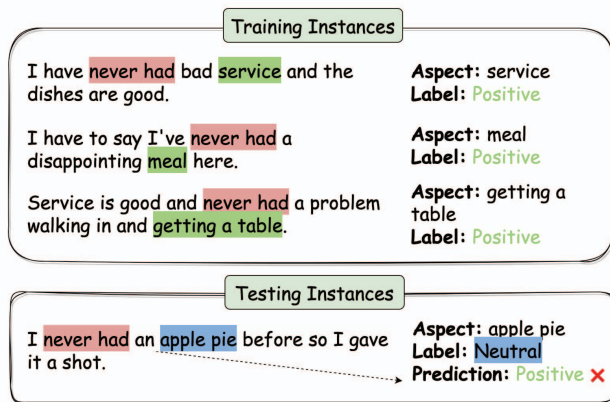 Training Instances
I have never had bad service and the
dishes are good.
Aspect: service
Label: Positive
I have to say I've never had a
disappointing meal here.
Aspect: meal
Label: Positive
Service is good and never had a problem
walking in and getting a table.
Aspect: getting a
table
Label: Positive
Testing Instances
I never had an apple pie before so I gave
it a shot.
Aspect: apple pie
Label: Neutral
Prediction: Positive ×